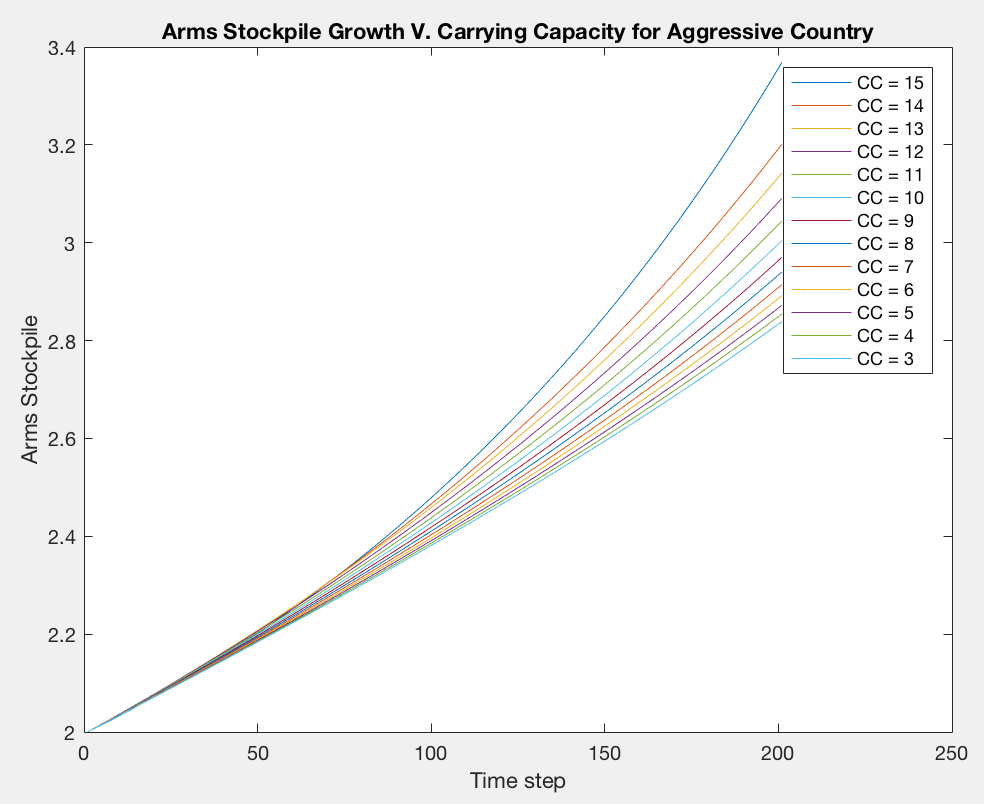 Arms Stockpile Growth V. Carrying Capacity for Aggressive Country
3.4
3.2
3
2.8
2.6
2.4
2.2
2
Arms Stockpile
0
50
100
150
200
250
Time step
CC = 15
CC = 14
CC = 13
CC = 12
CC = 11
CC = 10
CC = 9
CC = 8
CC = 7
CC = 6
CC = 5
CC = 4
CC = 3